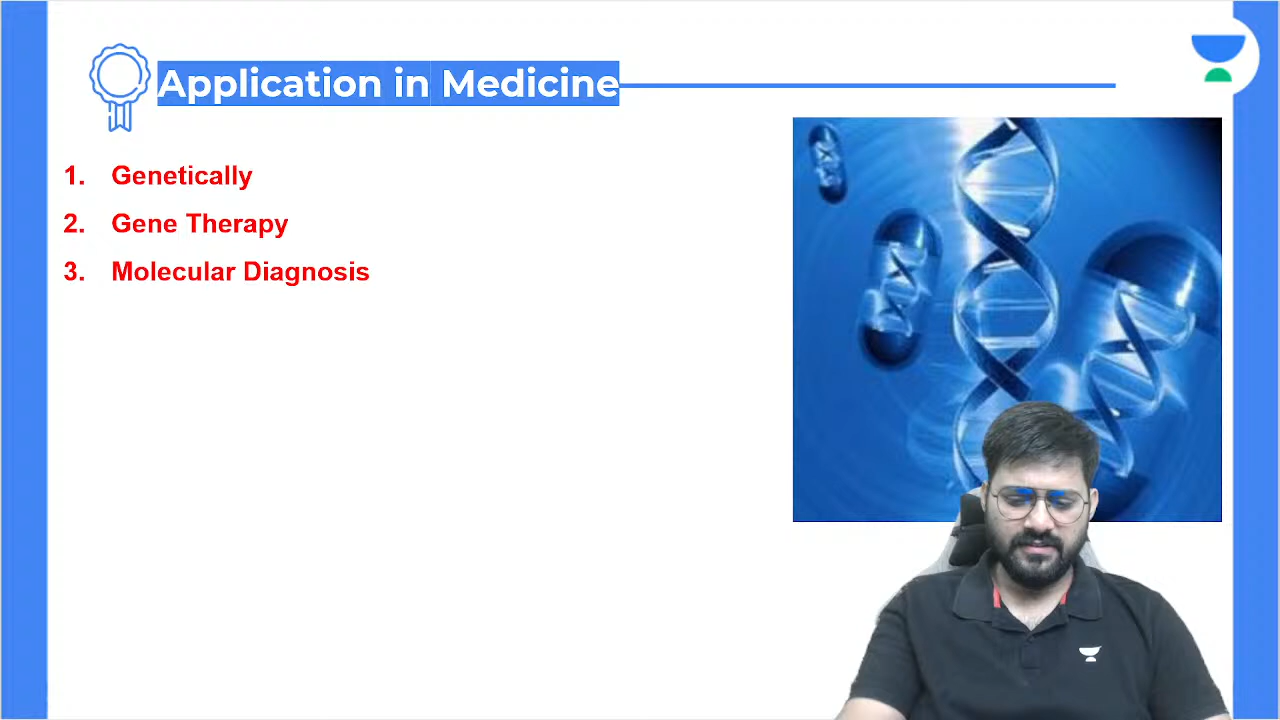 Application in Medicine
1. Genetically
2. Gene Therapy
3. Molecular Diagnosis